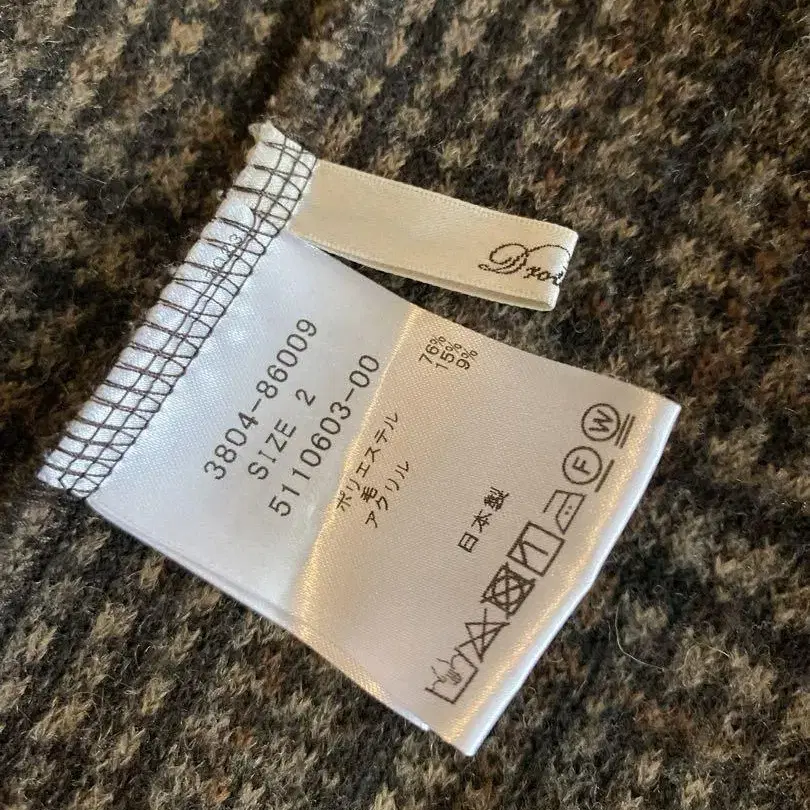 3804-86009
SIZE 2
5110603-00
ポリエステル 76%
毛 15%
アクリル 9%
日本製
F W